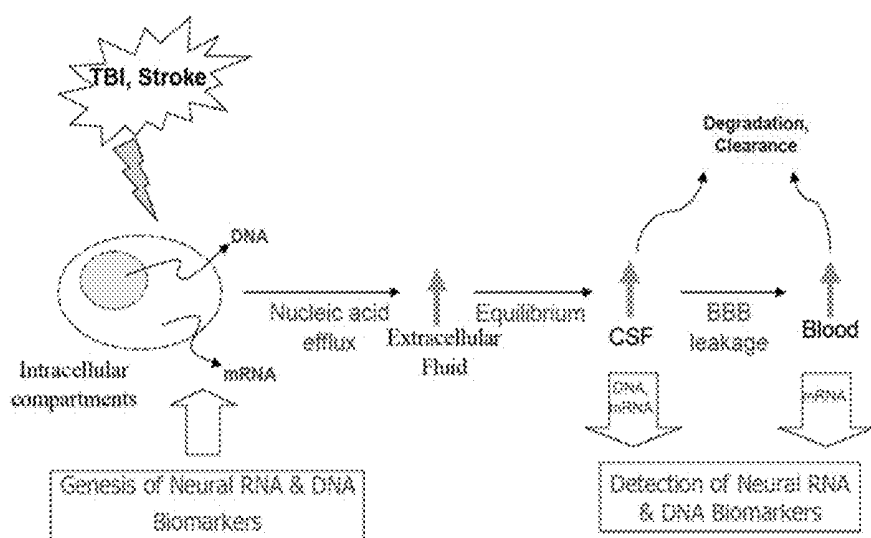 TBI, Stroke
Degradation,
Clearance
DNA
Nucleic acid
efflux
Extracellular
Fluid
Equilibrium
CSF
BBB
leakage
Blood
mRNA
Intracellular
compartments
DNA,
mRNA
mRNA
Genesis of Neural RNA & DNA
Biomarkers
Detection of Neural RNA
& DNA Biomarkers